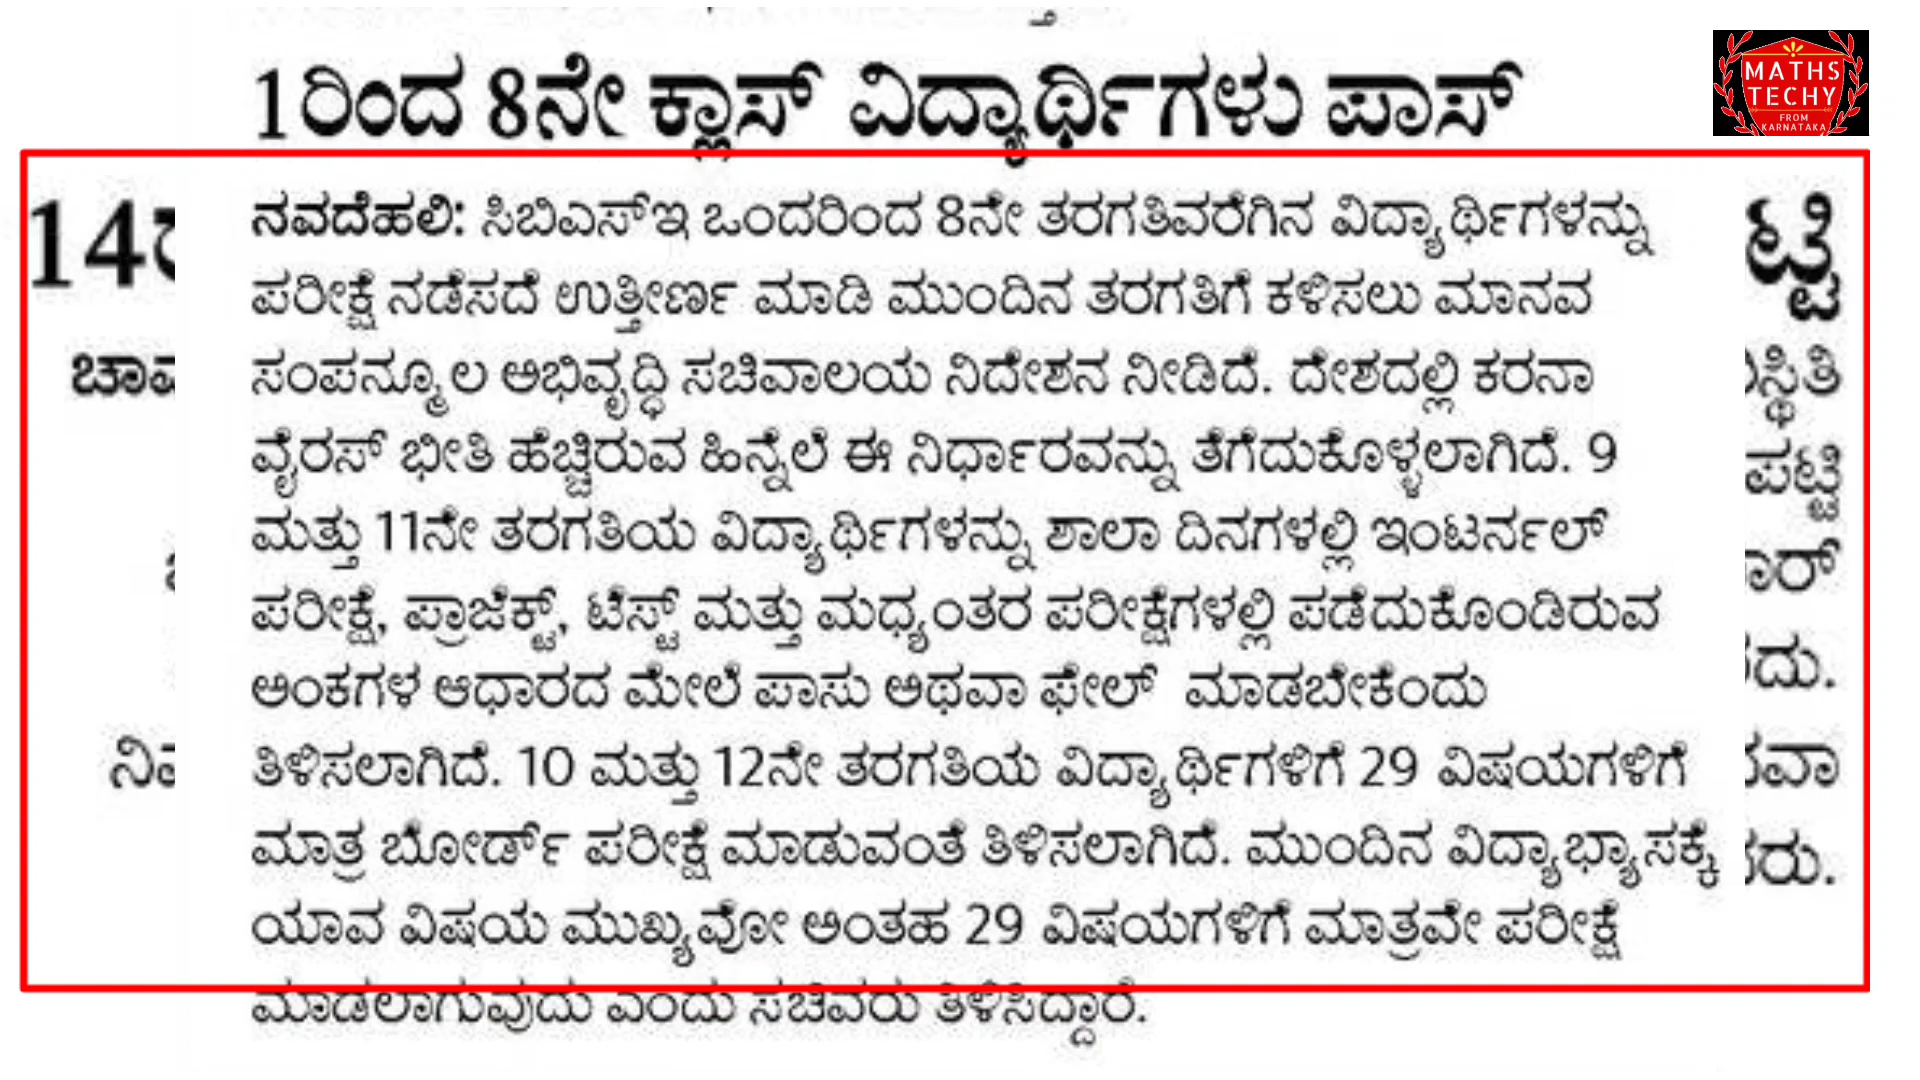 1ರಿಂದ 8ನೇ ಕ್ಲಾಸ್ ವಿದ್ಯಾರ್ಥಿಗಳು ಪಾಸ್
MATHS
TECHY
FROM
KARNATAKA
ನವದೆಹಲಿ: ಸಿಬಿಎಸ್ಇ ಒಂದರಿಂದ 8ನೇ ತರಗತಿವರೆಗಿನ ವಿದ್ಯಾರ್ಥಿಗಳನ್ನು
ಪರೀಕ್ಷೆ ನಡೆಸದೆ ಉತ್ತೀರ್ಣ ಮಾಡಿ ಮುಂದಿನ ತರಗತಿಗೆ ಕಳಿಸಲು ಮಾನವ
ಸಂಪನ್ಮೂಲ ಅಭಿವೃದ್ಧಿ ಸಚಿವಾಲಯ ನಿದೇಶನ ನೀಡಿದೆ. ದೇಶದಲ್ಲಿ ಕರನಾ
ವೈರಸ್ ಭೀತಿ ಹೆಚ್ಚಿರುವ ಹಿನ್ನೆಲೆ ಈ ನಿರ್ಧಾರವನ್ನು ತೆಗೆದುಕೊಳ್ಳಲಾಗಿದೆ. 9
ಮತ್ತು 11ನೇ ತರಗತಿಯ ವಿದ್ಯಾರ್ಥಿಗಳನ್ನು ಶಾಲಾ ದಿನಗಳಲ್ಲಿ ಇಂಟರ್ನಲ್
ಪರೀಕ್ಷೆ, ಪ್ರಾಜೆಕ್ಟ್, ಟೆಸ್ಟ್ ಮತ್ತು ಮಧ್ಯಂತರ ಪರೀಕ್ಷೆಗಳಲ್ಲಿ ಪಡೆದುಕೊಂಡಿರುವ
ಅಂಕಗಳ ಆಧಾರದ ಮೇಲೆ ಪಾಸು ಅಥವಾ ಫೇಲ್ ಮಾಡಬೇಕೆಂದು
ತಿಳಿಸಲಾಗಿದೆ. 10 ಮತ್ತು 12ನೇ ತರಗತಿಯ ವಿದ್ಯಾರ್ಥಿಗಳಿಗೆ 29 ವಿಷಯಗಳಿಗೆ
ಮಾತ್ರ ಬೋರ್ಡ್ ಪರೀಕ್ಷೆ ಮಾಡುವಂತೆ ತಿಳಿಸಲಾಗಿದೆ. ಮುಂದಿನ ವಿದ್ಯಾಭ್ಯಾಸಕ್ಕೆ
ಯಾವ ವಿಷಯ ಮುಖ್ಯವೋ ಅಂತಹ 29 ವಿಷಯಗಳಿಗೆ ಮಾತ್ರವೇ ಪರೀಕ್ಷೆ
ಮಾಡಲಾಗುವುದು ಎಂದು ಸಚಿವರು ತಿಳಿಸಿದ್ದಾರೆ.